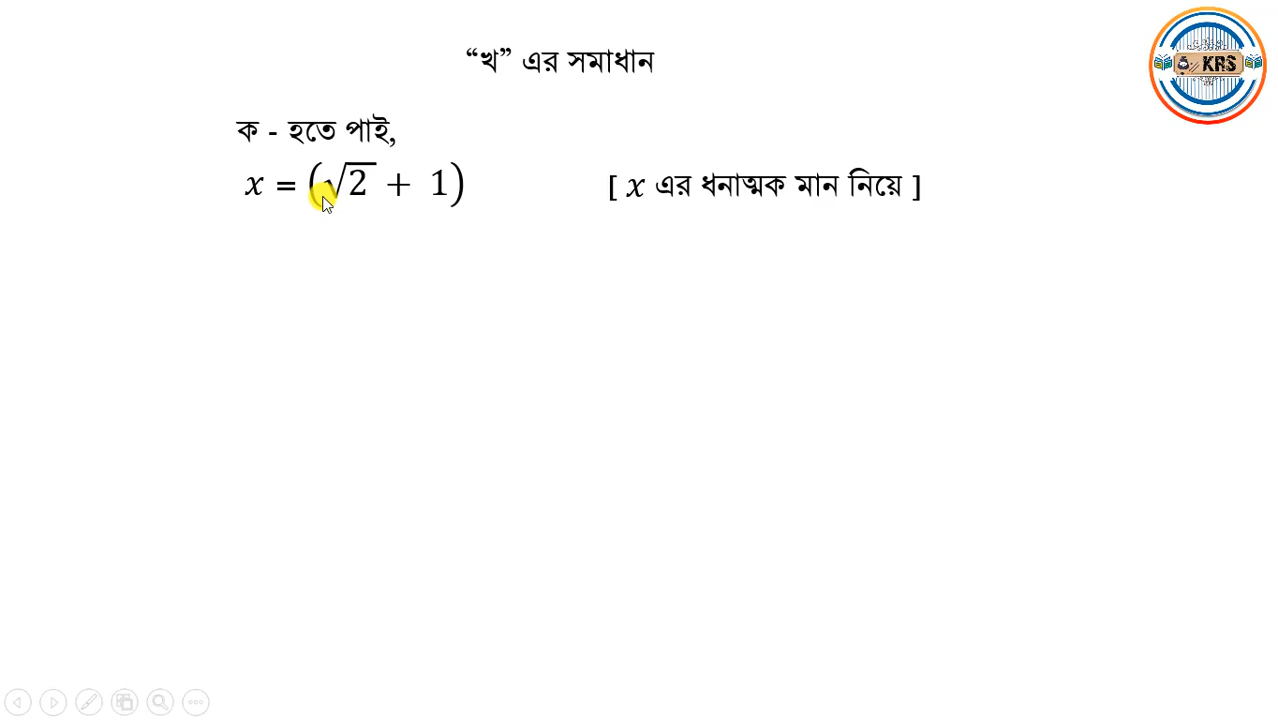 “খ” এর সমাধান
KRS
ক - হতে পাই,
x = (√2 + 1) [ x এর ধনাত্মক মান নিয়ে ]